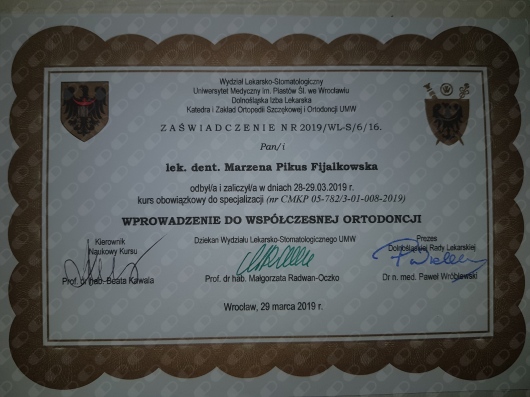 Wydział Lekarsko-Stomatologiczny
Uniwersytet Medyczny im. Piastów Śl. we Wrocławiu
Dolnośląska Izba Lekarska
Katedra i Zakład Ortopedii Szczękowej i Ortodoncji UMW
ZAŚWIADCZENIE NR 2019/WL-S/6/16.
Pan/i
lek. dent. Marzena Pikus Fijałkowska
odbył/a i zaliczył/a w dniach 28-29.03.2019 r.
kurs obowiązkowy do specjalizacji (nr CMKP 05-782/3-01-008-2019)
WPROWADZENIE DO WSPÓŁCZESNEJ ORTODONCJI
Kierownik
Naukowy Kursu
Prof. dr hab. Beata Kawala
Dziekan Wydziału Lekarsko-Stomatologicznego UMW
Prof. dr hab. Małgorzata Radwan-Oczko
Prezes
Dolnośląskiej Rady Lekarskiej
Dr n. med. Paweł Wróblewski
Wrocław, 29 marca 2019 r.